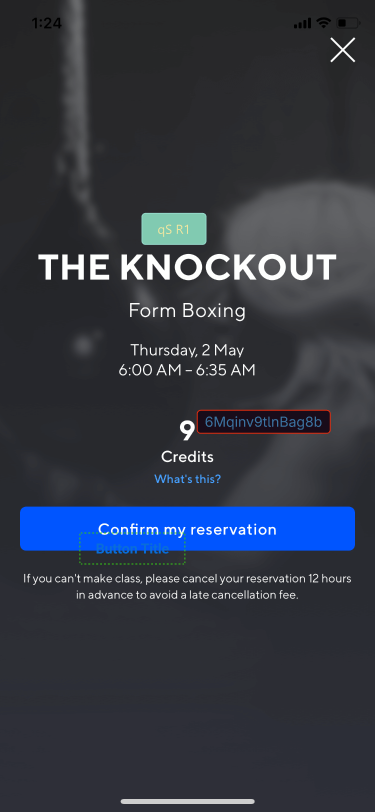 1:24
qS R1
THE KNOCKOUT
Form Boxing
Thursday, 2 May
6:00 AM – 6:35 AM
9
6Mqinv9tlnBag8b
Credits
What's this?
Confirm my reservation
Button Title
If you can't make class, please cancel your reservation 12 hours
in advance to avoid a late cancellation fee.